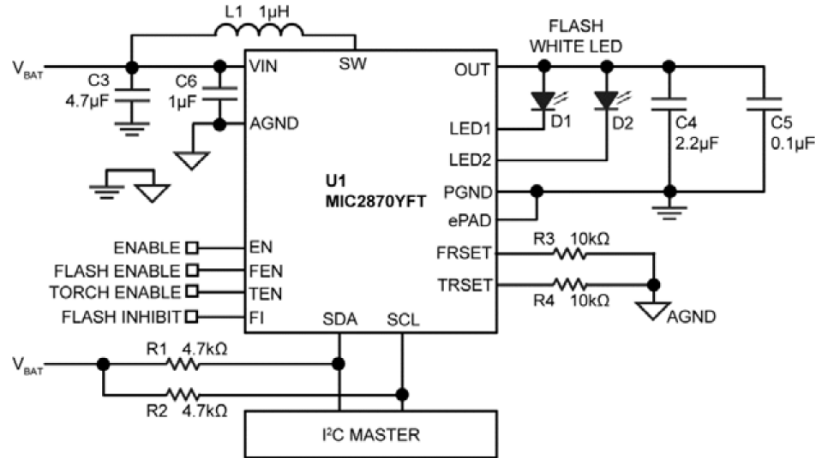 L1 1µH
FLASH
WHITE LED
VBAT
VIN
SW
OUT
C3
4.7µF
C6
1µF
AGND
D1
D2
C4
2.2µF
C5
0.1µF
LED1
LED2
U1
MIC2870YFT
PGND
ePAD
ENABLE
EN
FLASH ENABLE
FEN
TORCH ENABLE
TEN
FLASH INHIBIT
FI
FRSET
R3 10kΩ
TRSET
R4 10kΩ
AGND
SDA
SCL
VBAT
R1 4.7kΩ
R2 4.7kΩ
I²C MASTER